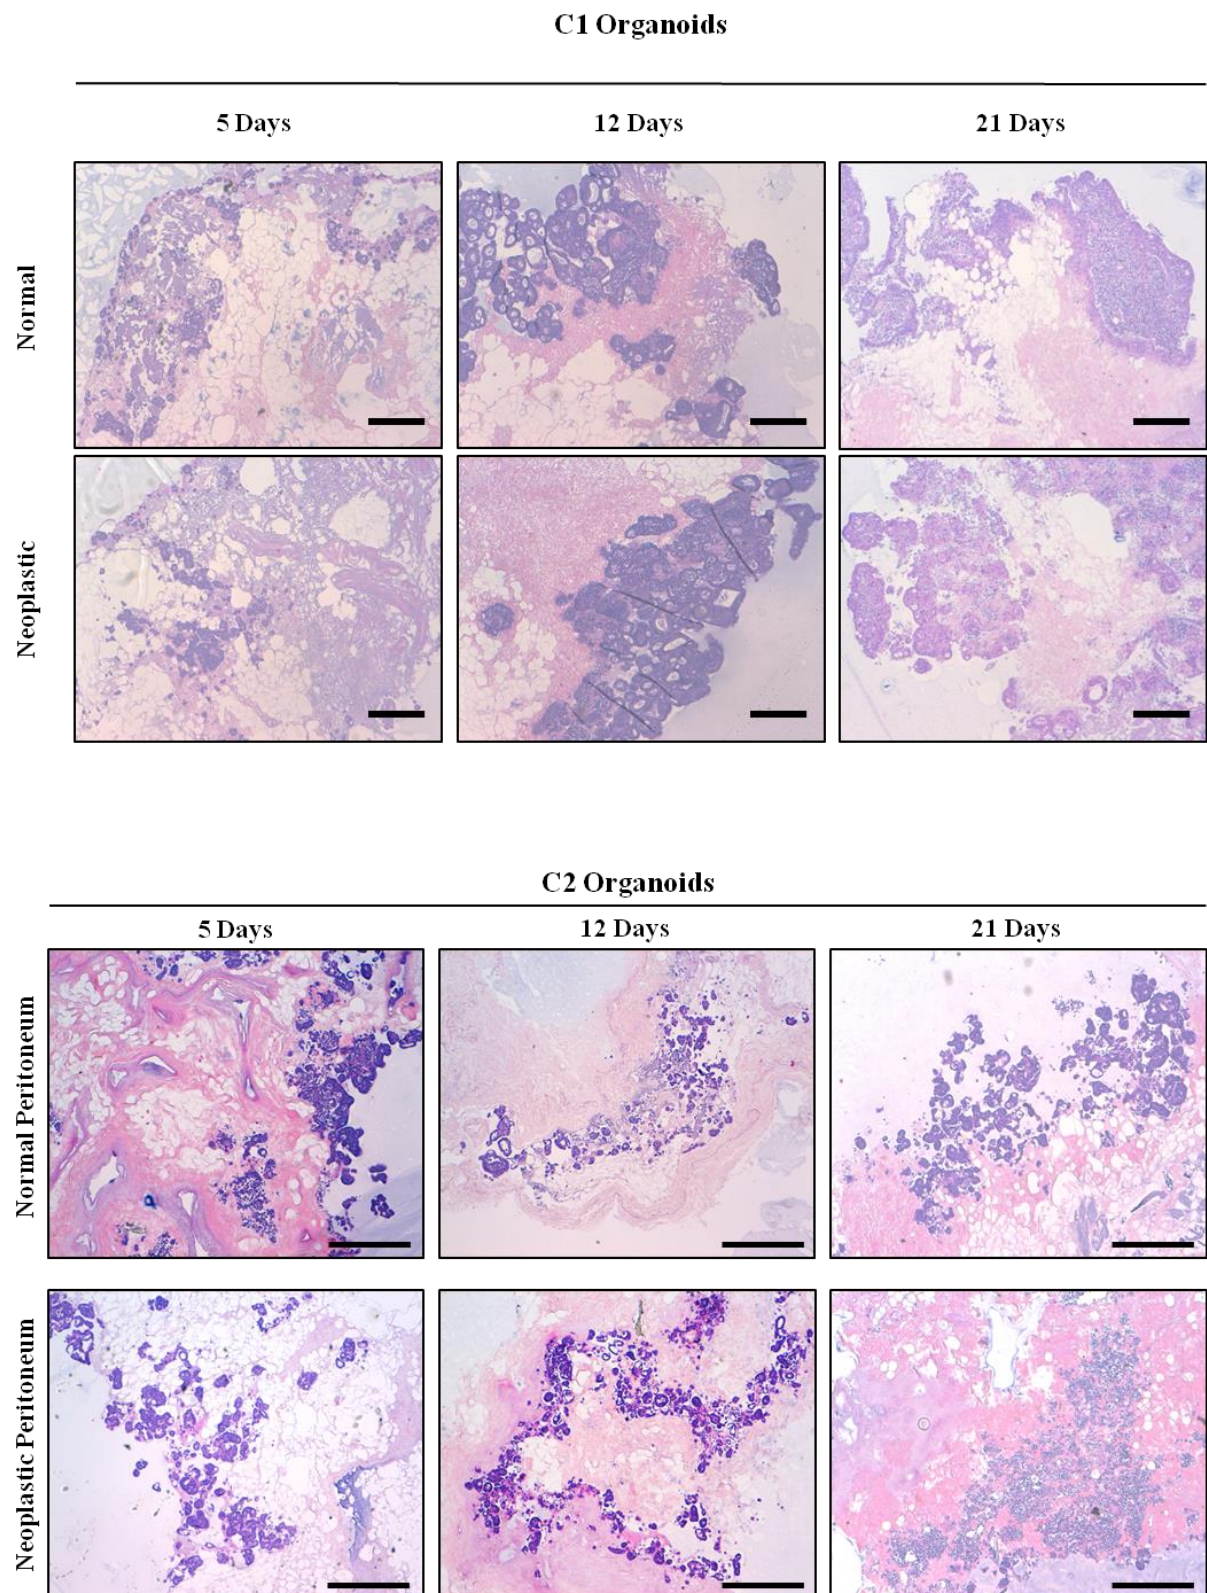 C1 Organoids
5 Days
12 Days
21 Days
Normal
Neoplastic
C2 Organoids
5 Days
12 Days
21 Days
Normal Peritoneum
Neoplastic Peritoneum